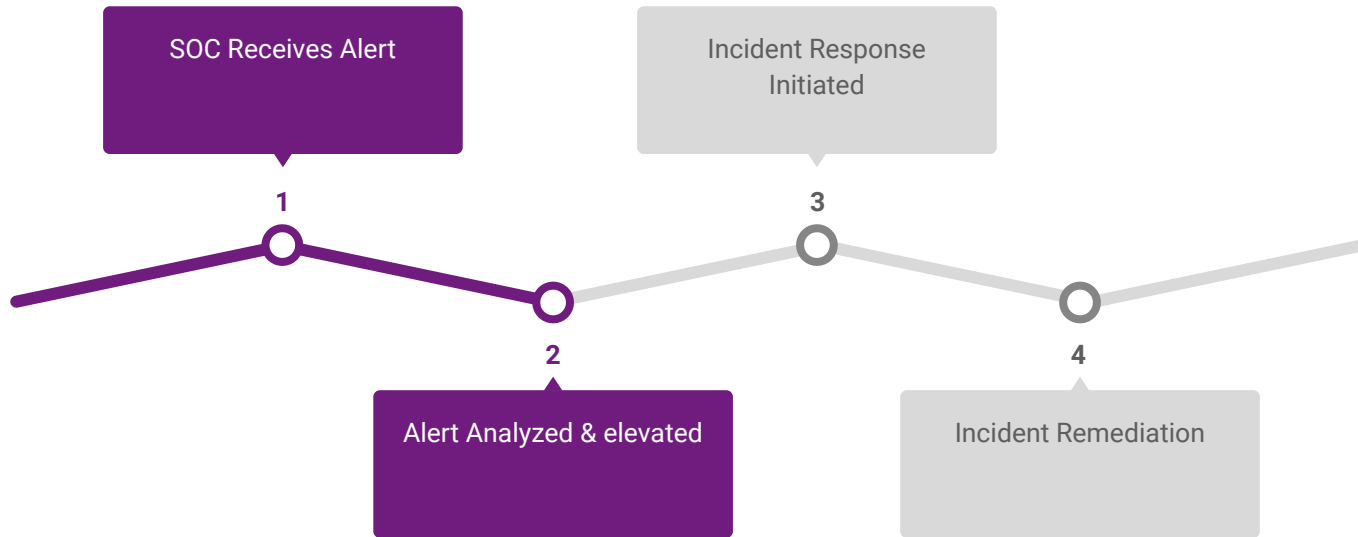 SOC Receives Alert
1
2
Alert Analyzed & elevated
Incident Response
Initiated
3
4
Incident Remediation